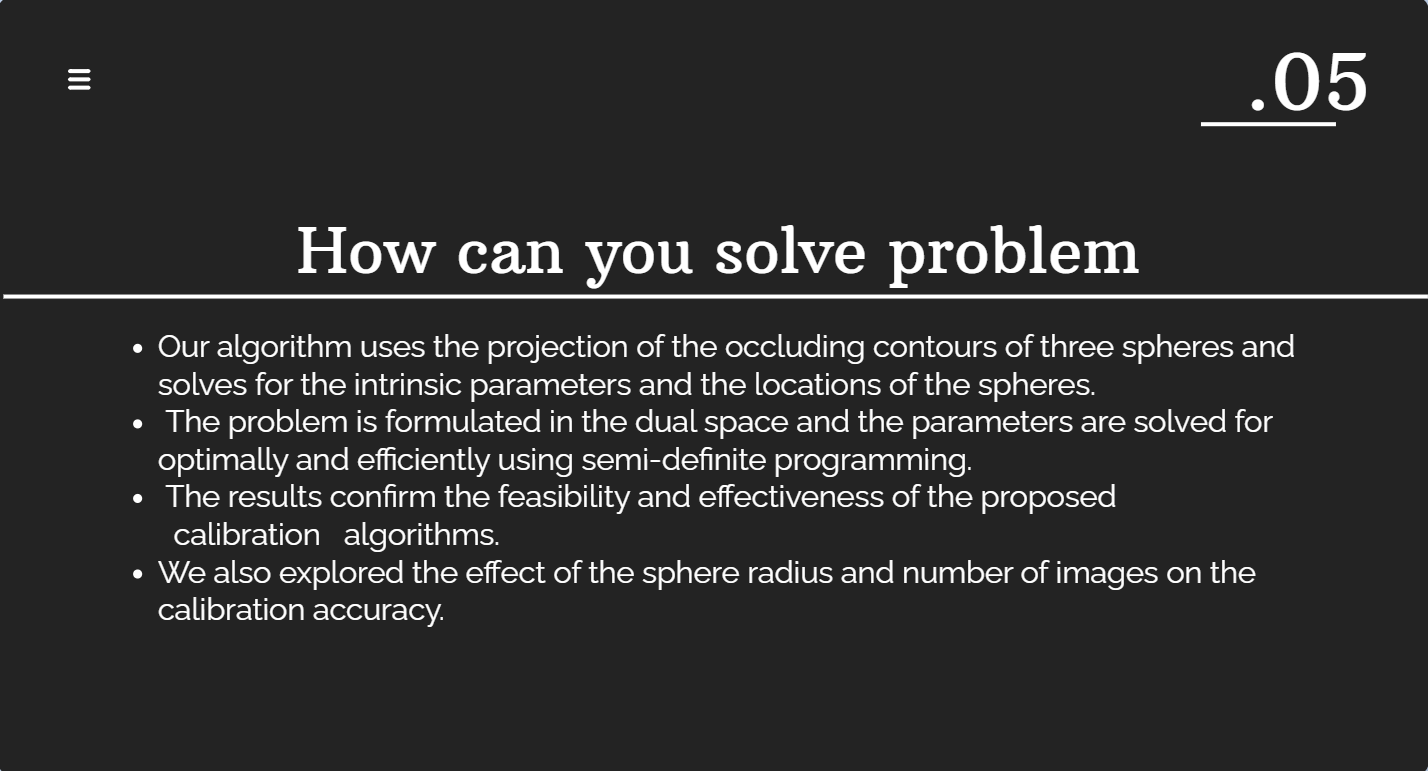 .05
How can you solve problem
• Our algorithm uses the projection of the occluding contours of three spheres and
solves for the intrinsic parameters and the locations of the spheres.
• The problem is formulated in the dual space and the parameters are solved for
optimally and efficiently using semi-definite programming.
• The results confirm the feasibility and effectiveness of the proposed
calibration algorithms.
• We also explored the effect of the sphere radius and number of images on the
calibration accuracy.